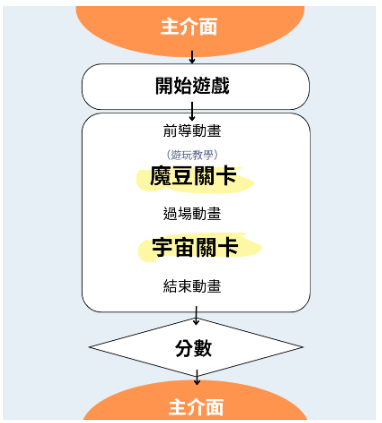 主介面
開始遊戲
前導動畫
（遊玩教學）
魔豆關卡
過場動畫
宇宙關卡
結束動畫
分數
主介面